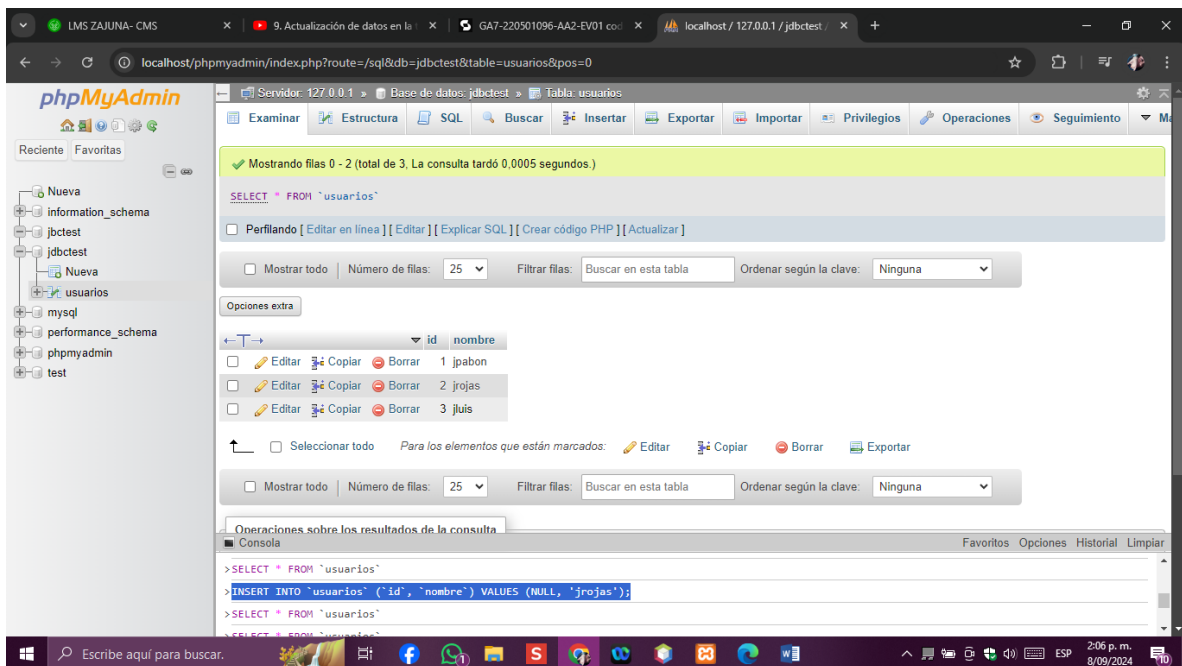 LMS ZAJUNA- CMS
9. Actualización de datos en la
GA7-220501096-AA2-EV01 cod
localhost / 127.0.0.1 / jdbctest /
localhost/phpmyadmin/index.php?route=/sql&db=jdbctest&table=usuarios&pos=0
phpMyAdmin
Reciente Favoritas
Nueva
information_schema
jbctest
jdbctest
Nueva
usuarios
mysql
performance_schema
phpmyadmin
test
Servidor: 127.0.0.1 » Base de datos: jdbctest » Tabla: usuarios
Examinar Estructura SQL Buscar Insertar Exportar Importar Privilegios Operaciones Seguimiento
Mostrando filas 0 - 2 (total de 3, La consulta tardó 0,0005 segundos.)
SELECT * FROM `usuarios`
Perfilando [ Editar en línea ] [ Editar ] [ Explicar SQL ] [ Crear código PHP ] [ Actualizar ]
Mostrar todo | Número de filas: 25 Filtrar filas: Buscar en esta tabla Ordenar según la clave: Ninguna
Opciones extra
←T→ id nombre
Editar Copiar Borrar 1 jpabon
Editar Copiar Borrar 2 jrojas
Editar Copiar Borrar 3 jluis
Seleccionar todo Para los elementos que están marcados: Editar Copiar Borrar Exportar
Mostrar todo | Número de filas: 25 Filtrar filas: Buscar en esta tabla Ordenar según la clave: Ninguna
Operaciones sobre los resultados de la consulta
Consola Favoritos Opciones Historial Limpiar
>SELECT * FROM `usuarios`
>INSERT INTO `usuarios` (`id`, `nombre`) VALUES (NULL, 'jrojas');
>SELECT * FROM `usuarios`
>SELECT * FROM `usuarios`
Escribe aquí para buscar.
ESP
2:06 p. m.
8/09/2024